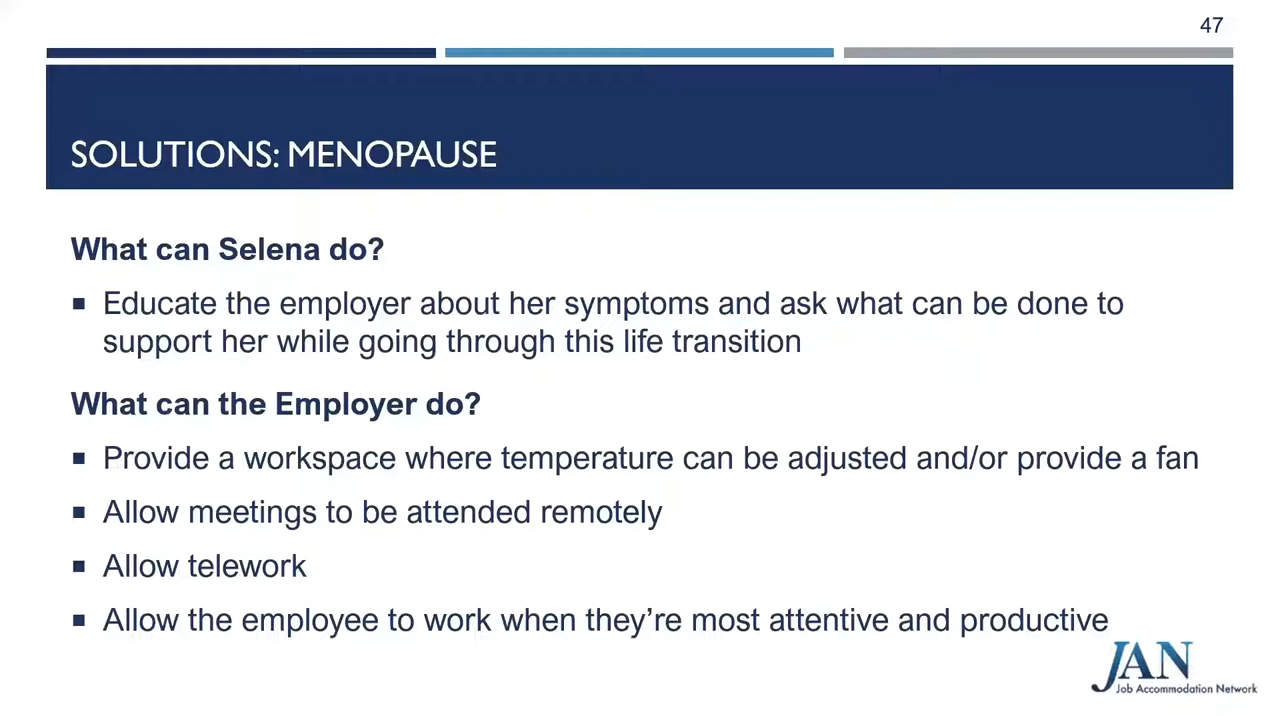 47
SOLUTIONS: MENOPAUSE
What can Selena do?
▪ Educate the employer about her symptoms and ask what can be done to
support her while going through this life transition
What can the Employer do?
▪ Provide a workspace where temperature can be adjusted and/or provide a fan
▪ Allow meetings to be attended remotely
▪ Allow telework
▪ Allow the employee to work when they’re most attentive and productive
JAN
Job Accommodation Network